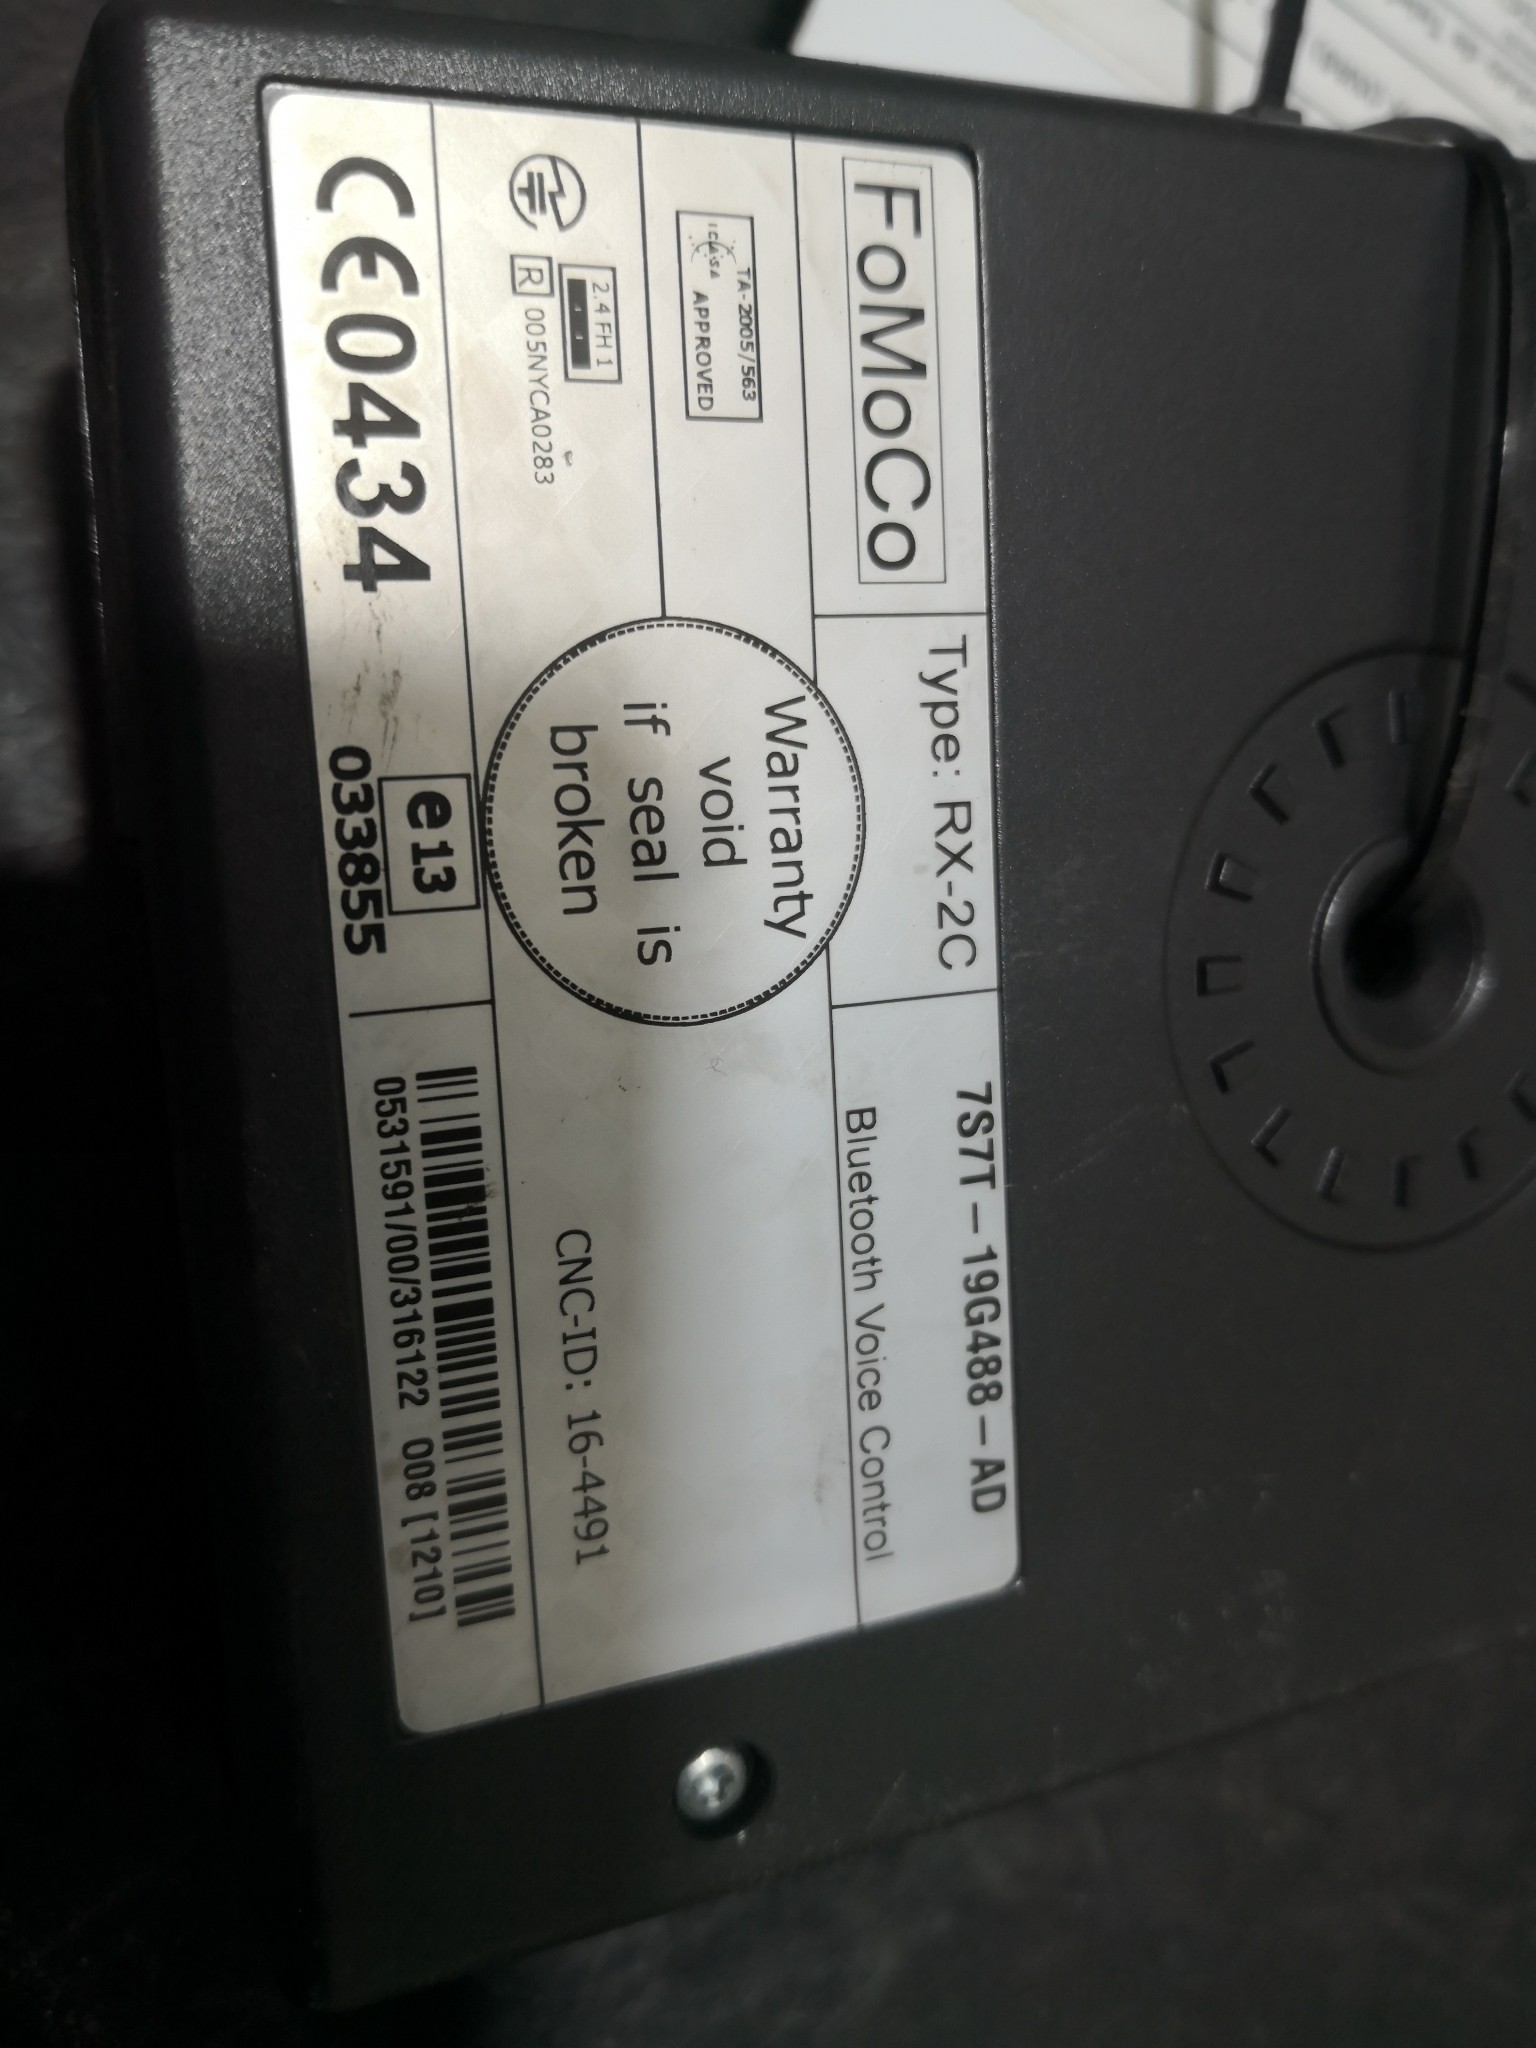 FoMoCo
Type: RX-2C
7S7T-19G488-AD
Bluetooth Voice Control
TA-2005/563
ICASA APPROVED
Warranty
void
if seal is
broken
2.4 FH 1
R 005NYCA0283
CNC-ID: 16-4491
CE0434
e13
033855
0531591/00/316122 008 [1210]